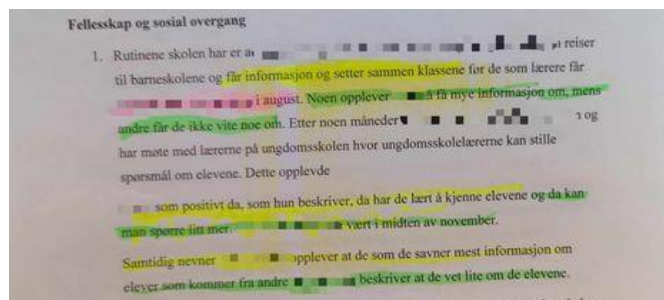 Fellesskap og sosial overgang
1. Rutinene skolen har er a reiser
til barneskolene og får informasjon og setter sammen klassene før de som lærere får
i august. Noen opplever å få mye informasjon om, mens
andre får de ikke vite noe om. Etter noen måneder og
har møte med lærerne på ungdomsskolen hvor ungdomsskolelærerne kan stille
spørsmål om elevene. Dette opplevde
som positivt da, som hun beskriver, da har de lært å kjenne elevene og da kan
man spørre litt mer. vært i midten av november.
Samtidig nevner opplever at de som de savner mest informasjon om
elever som kommer fra andre beskriver at de vet lite om de elevene.